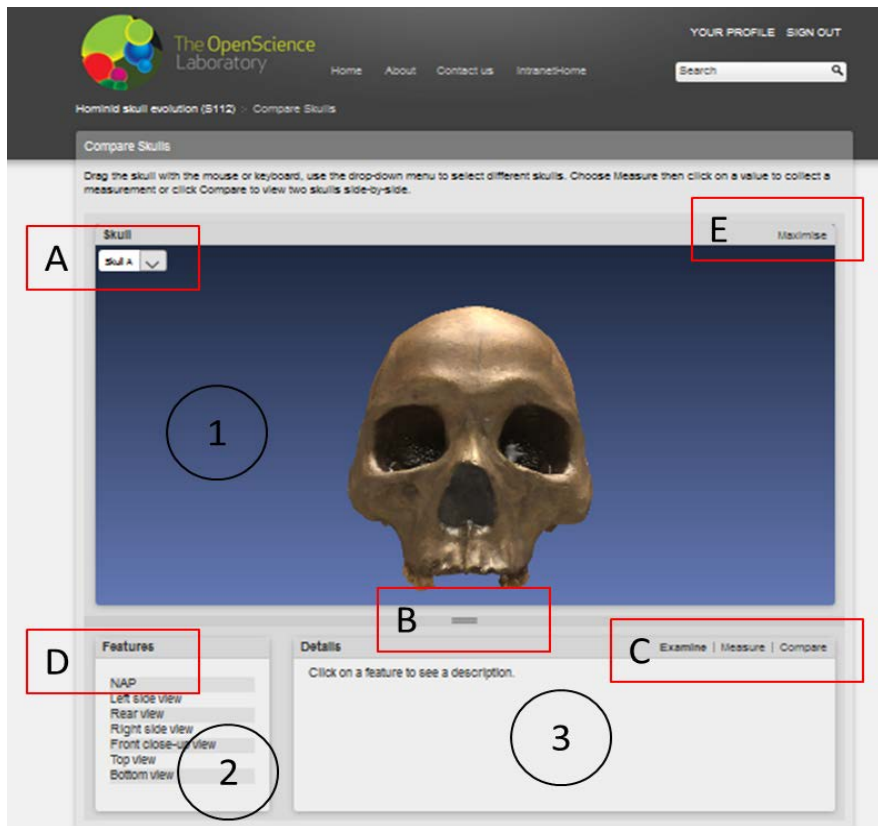 YOUR PROFILE SIGN OUT
The OpenScience
Laboratory
Home About Contact us IntranetHome
Search
Hominid skull evolution (S112) > Compare Skulls
Compare Skulls
Drag the skull with the mouse or keyboard, use the drop-down menu to select different skulls. Choose Measure then click on a value to collect a
measurement or click Compare to view two skulls side-by-side.
A
Skull
E
Maximise
Skull A
1
B
D
Features
Details
C
Examine | Measure | Compare
NAP
Left side view
Rear view
Right side view
Front close-up view
Top view
Bottom view
2
Click on a feature to see a description.
3